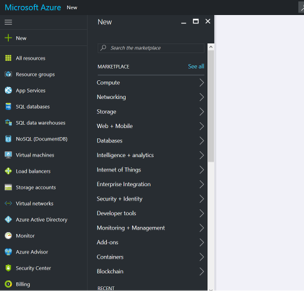 Microsoft Azure New
New
New
All resources
Resource groups
App Services
SQL databases
SQL data warehouses
NoSQL (DocumentDB)
Virtual machines
Load balancers
Storage accounts
Virtual networks
Azure Active Directory
Monitor
Azure Advisor
Security Center
Billing
Search the marketplace
MARKETPLACE See all
Compute
Networking
Storage
Web + Mobile
Databases
Intelligence + analytics
Internet of Things
Enterprise Integration
Security + Identity
Developer tools
Monitoring + Management
Add-ons
Containers
Blockchain
RECENT